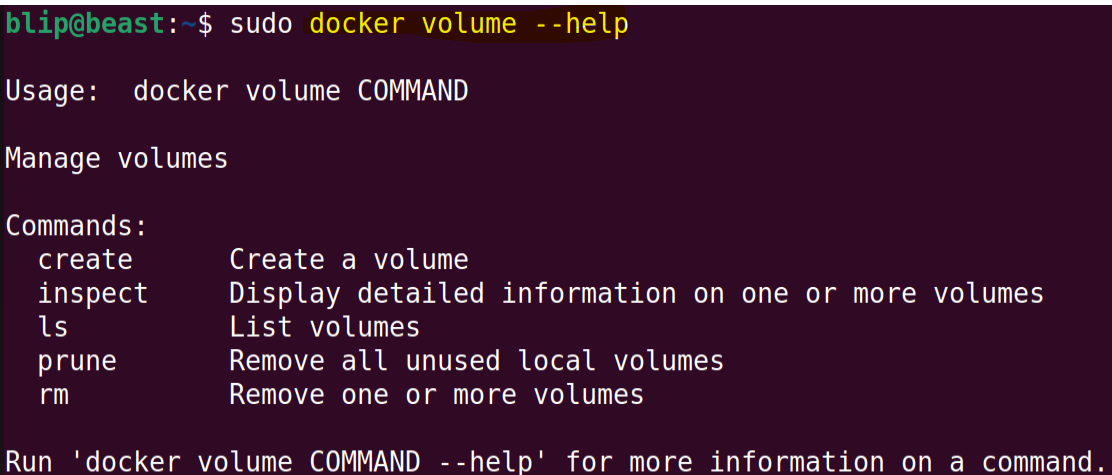 blip@beast:~$ sudo docker volume --help
Usage:  docker volume COMMAND
Manage volumes
Commands:
  create      Create a volume
  inspect     Display detailed information on one or more volumes
  ls          List volumes
  prune       Remove all unused local volumes
  rm          Remove one or more volumes
Run 'docker volume COMMAND --help' for more information on a command.